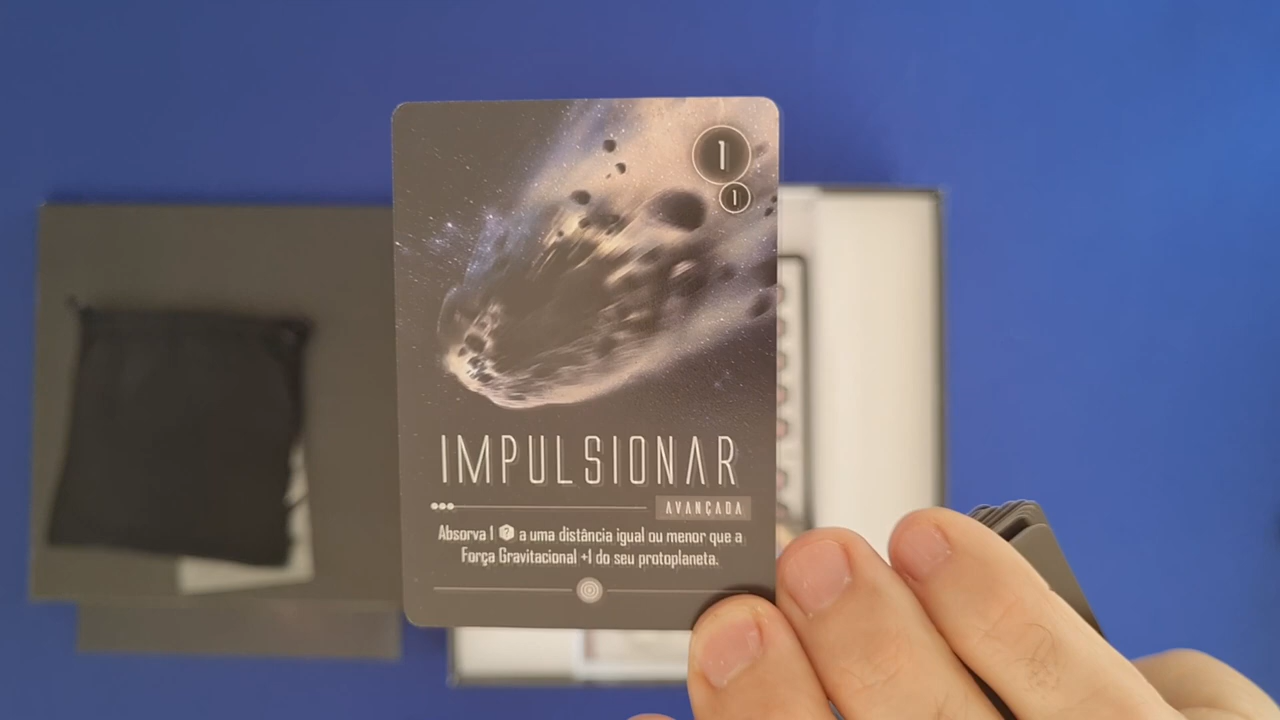 1
1
IMPULSIONAR
AVANÇADA
Absorva 1 ? a uma distância igual ou menor que a
Força Gravitacional +1 do seu protoplaneta.